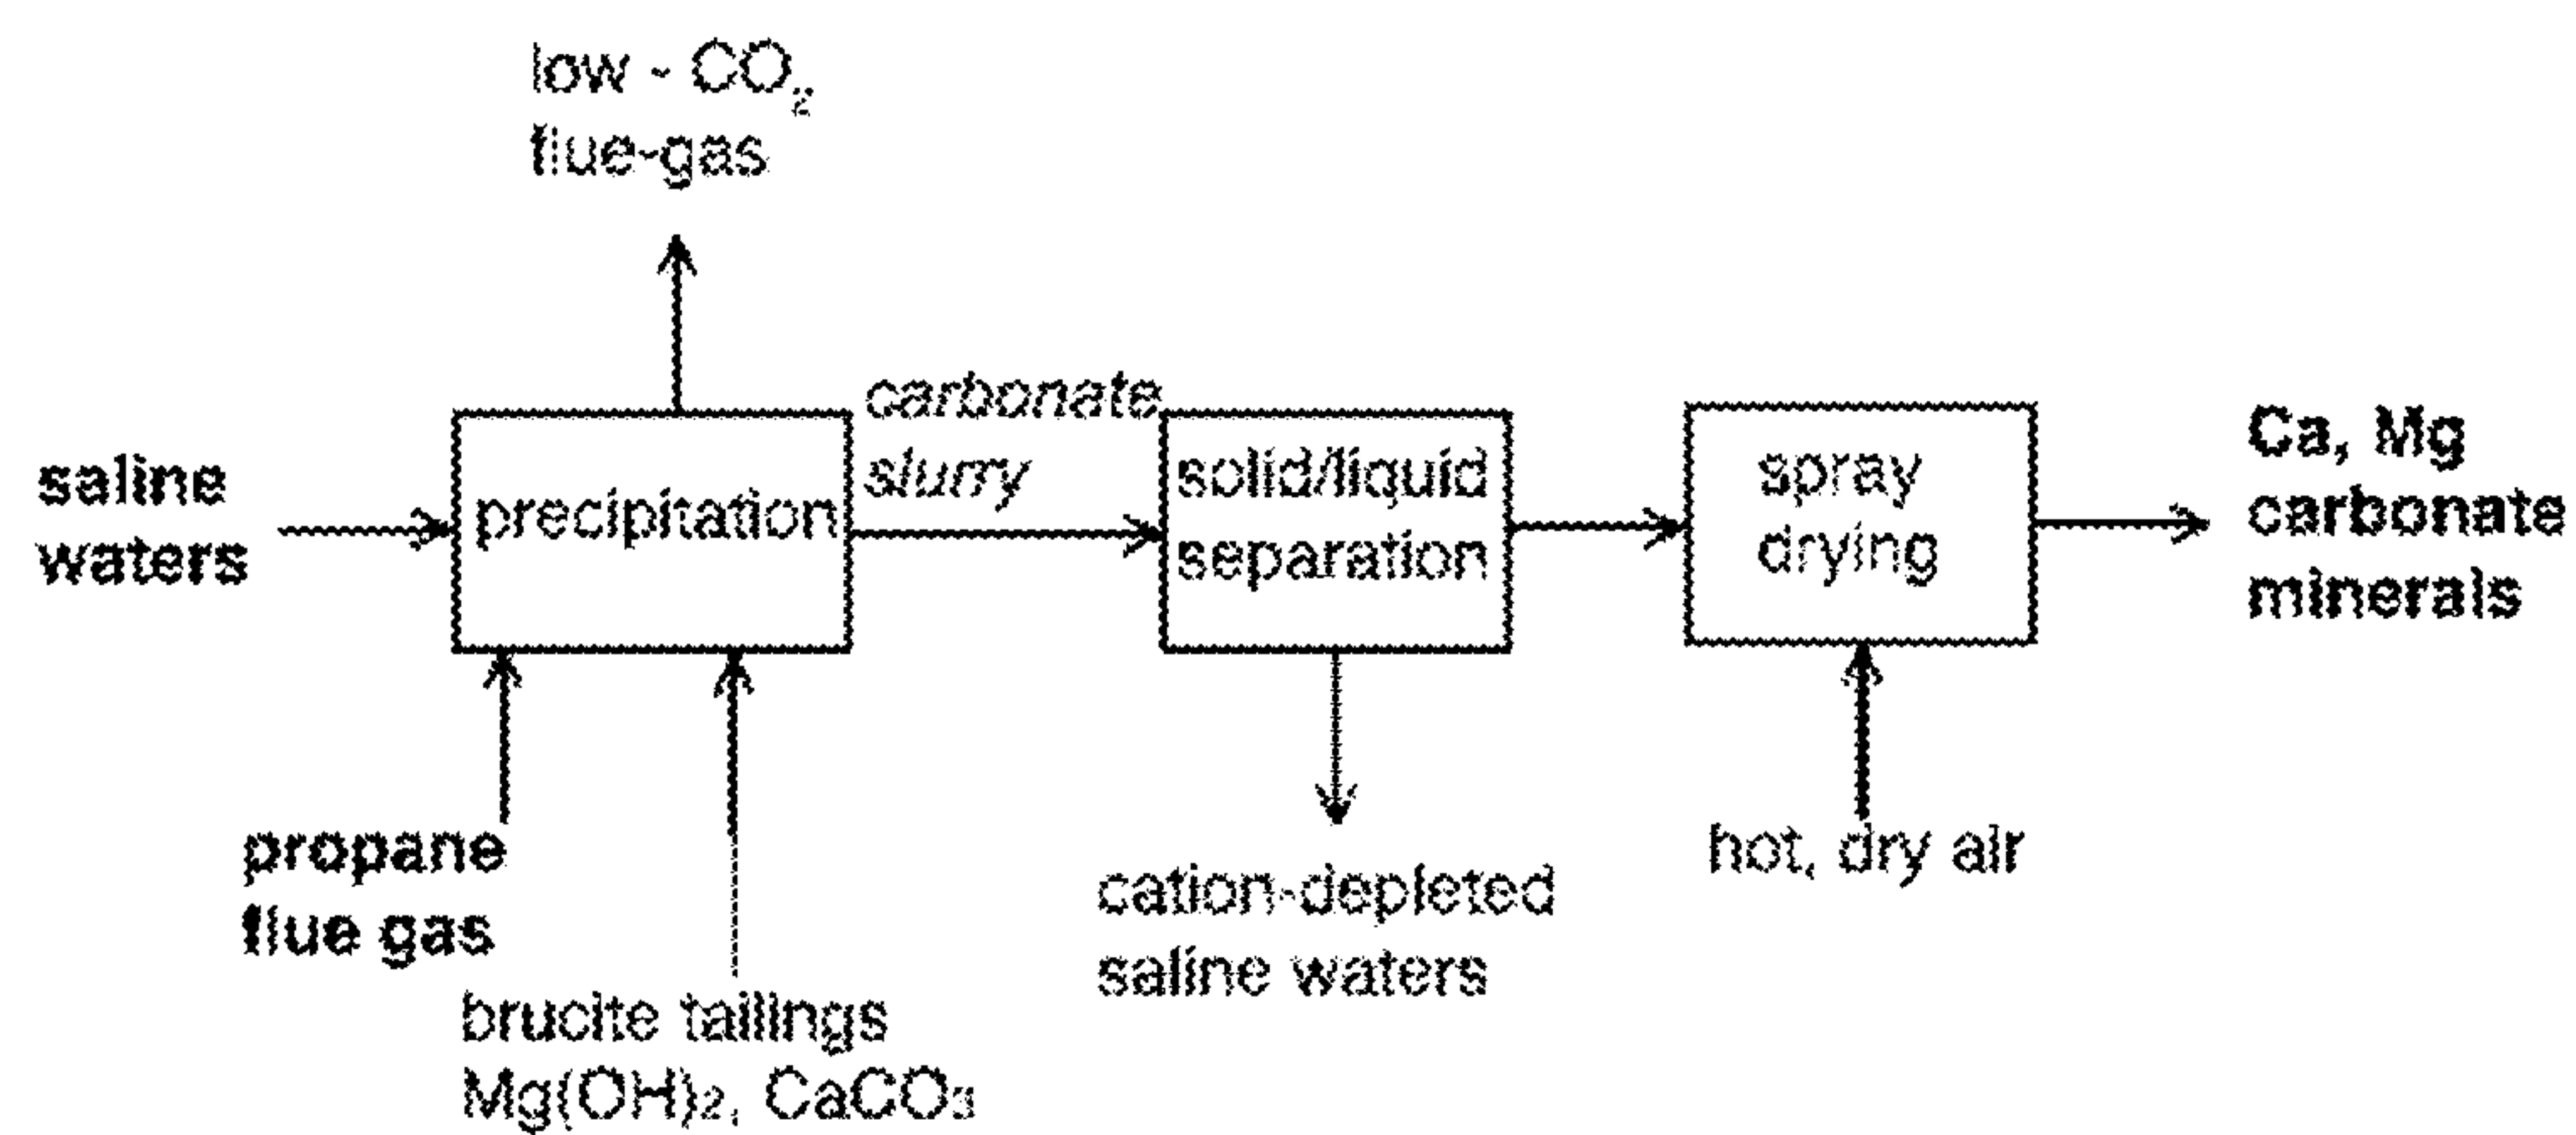 low - CO₂
flue-gas
saline
waters
precipitation
carbonate
slurry
solid/liquid
separation
spray
drying
Ca, Mg
carbonate
minerals
propane
flue gas
brucite tailings
Mg(OH)₂, CaCO₃
cation-depleted
saline waters
hot, dry air